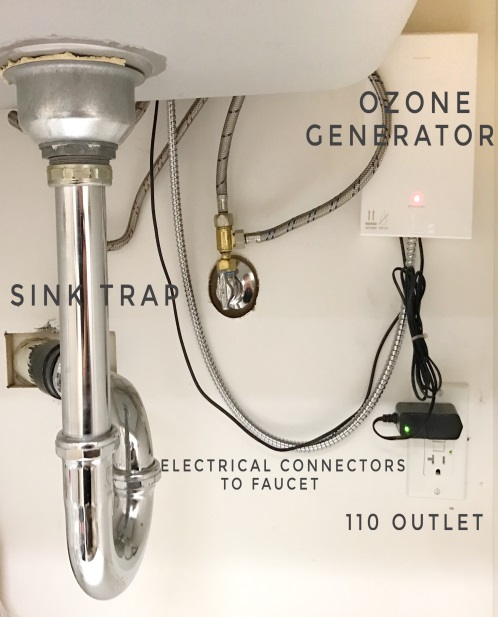 OZONE
GENERATOR
SINK TRAP
ELECTRICAL CONNECTORS
TO FAUCET
110 OUTLET